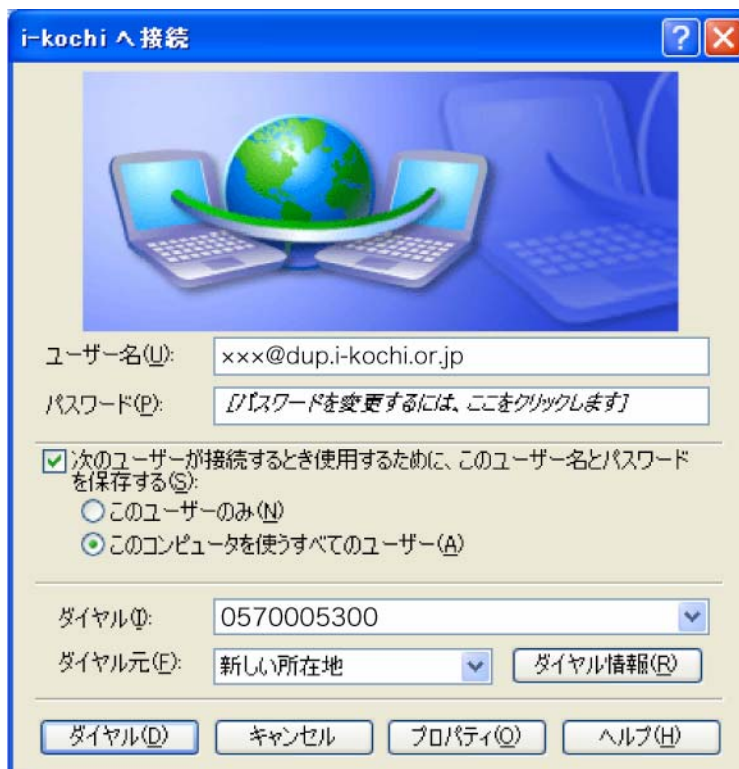 i-kochi へ接続
ユーザー名(U):
xxx@dup.i-kochi.or.jp
パスワード(P):
[パスワードを変更するには、ここをクリックします]
次のユーザーが接続するとき使用するために、このユーザー名とパスワード
を保存する(S):
このユーザーのみ(N)
このコンピュータを使うすべてのユーザー(A)
ダイヤル(I):
0570005300
ダイヤル元(F):
新しい所在地
ダイヤル情報(R)
ダイヤル(D)
キャンセル
プロパティ(O)
ヘルプ(H)